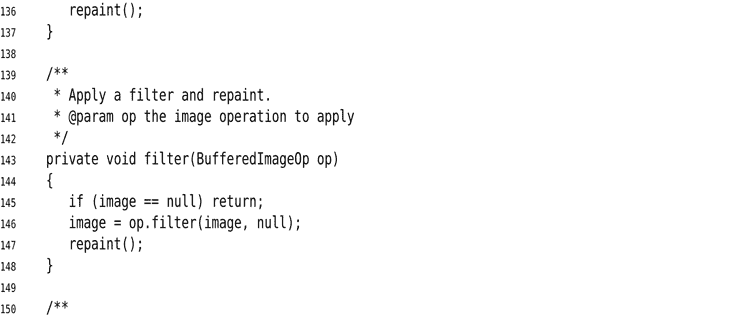 136       repaint();
137    }
138
139    /**
140     * Apply a filter and repaint.
141     * @param op the image operation to apply
142     */
143    private void filter(BufferedImageOp op)
144    {
145       if (image == null) return;
146       image = op.filter(image, null);
147       repaint();
148    }
149
150    /**